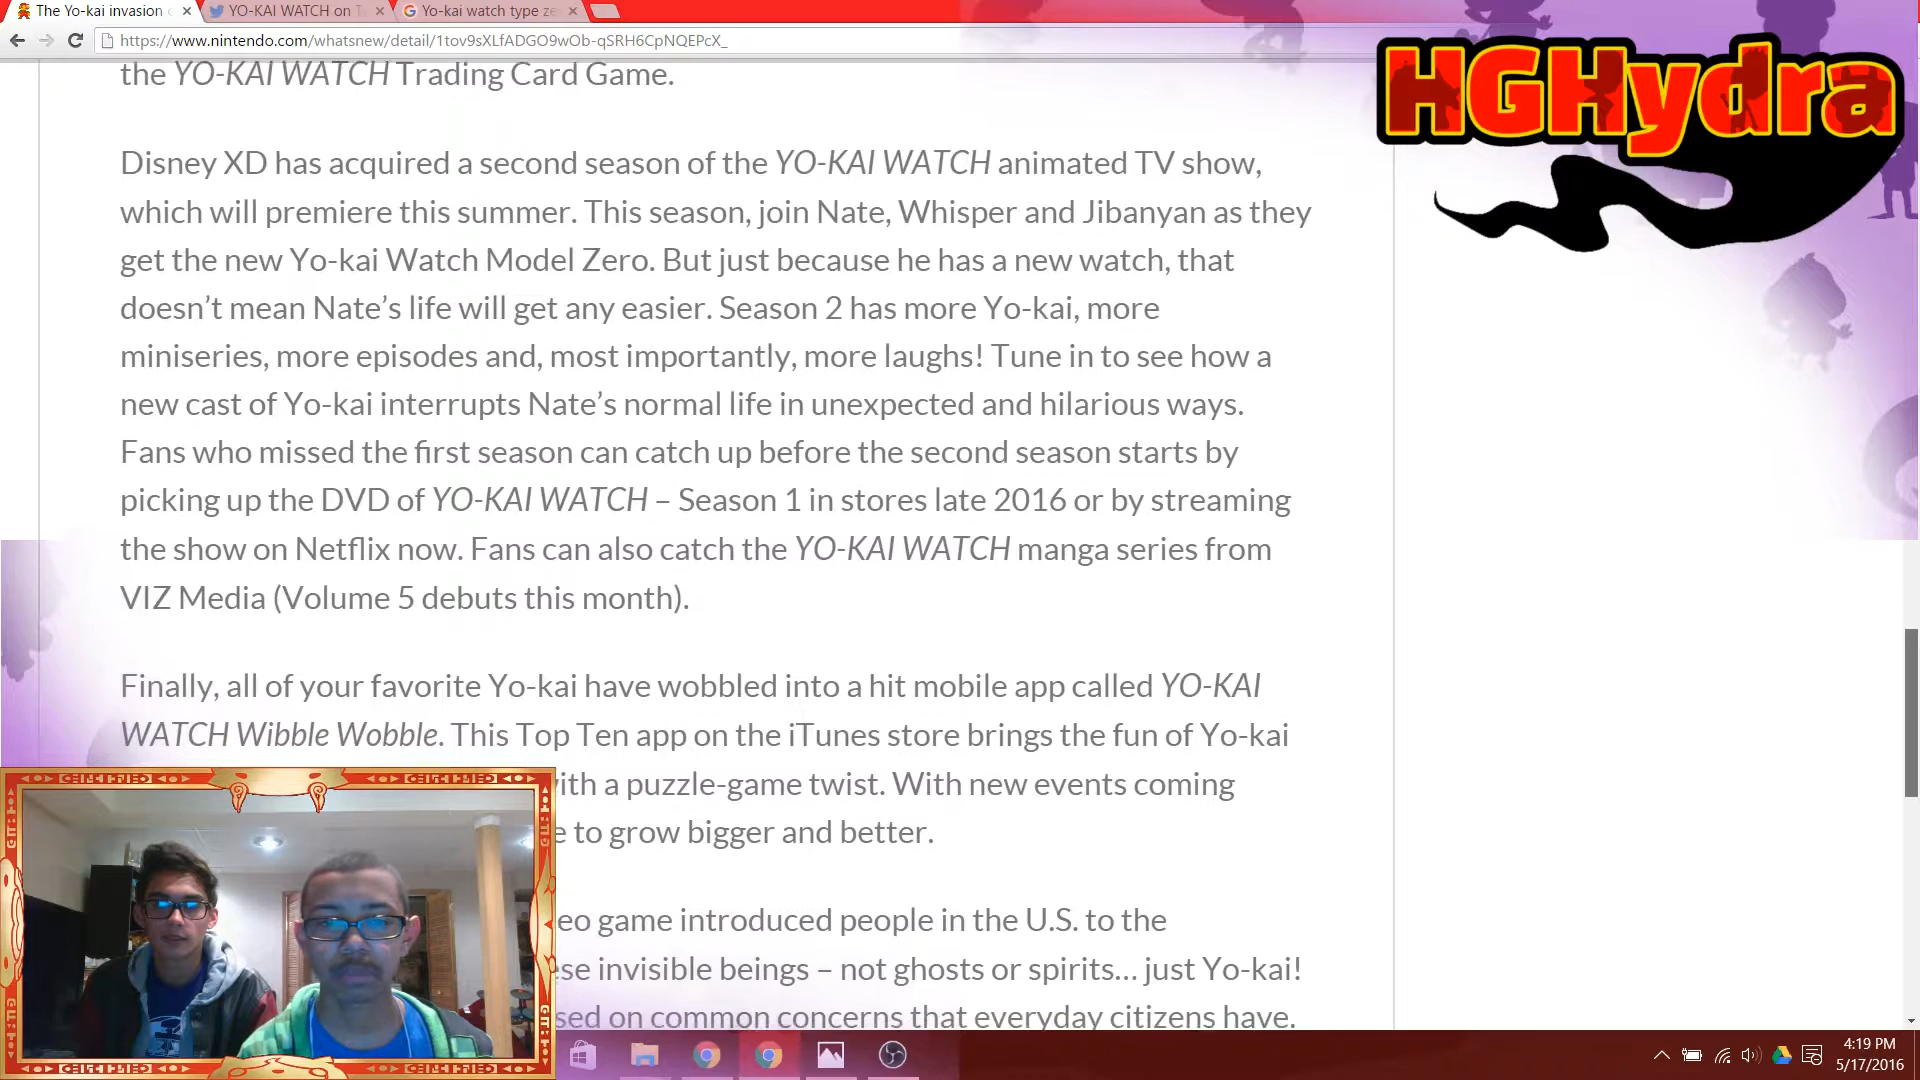 The Yo-kai invasion
YO-KAI WATCH on T
Yo-kai watch type ze
https://www.nintendo.com/whatsnew/detail/1tov9sXLfADGO9wOb-qSRH6CpNQEPcX_
HGHydra
the YO-KAI WATCH Trading Card Game.
Disney XD has acquired a second season of the YO-KAI WATCH animated TV show,
which will premiere this summer. This season, join Nate, Whisper and Jibanyan as they
get the new Yo-kai Watch Model Zero. But just because he has a new watch, that
doesn’t mean Nate’s life will get any easier. Season 2 has more Yo-kai, more
miniseries, more episodes and, most importantly, more laughs! Tune in to see how a
new cast of Yo-kai interrupts Nate’s normal life in unexpected and hilarious ways.
Fans who missed the first season can catch up before the second season starts by
picking up the DVD of YO-KAI WATCH – Season 1 in stores late 2016 or by streaming
the show on Netflix now. Fans can also catch the YO-KAI WATCH manga series from
VIZ Media (Volume 5 debuts this month).
Finally, all of your favorite Yo-kai have wobbled into a hit mobile app called YO-KAI
WATCH Wibble Wobble. This Top Ten app on the iTunes store brings the fun of Yo-kai
ith a puzzle-game twist. With new events coming
e to grow bigger and better.
eo game introduced people in the U.S. to the
se invisible beings – not ghosts or spirits… just Yo-kai!
sed on common concerns that everyday citizens have.
4:19 PM
5/17/2016